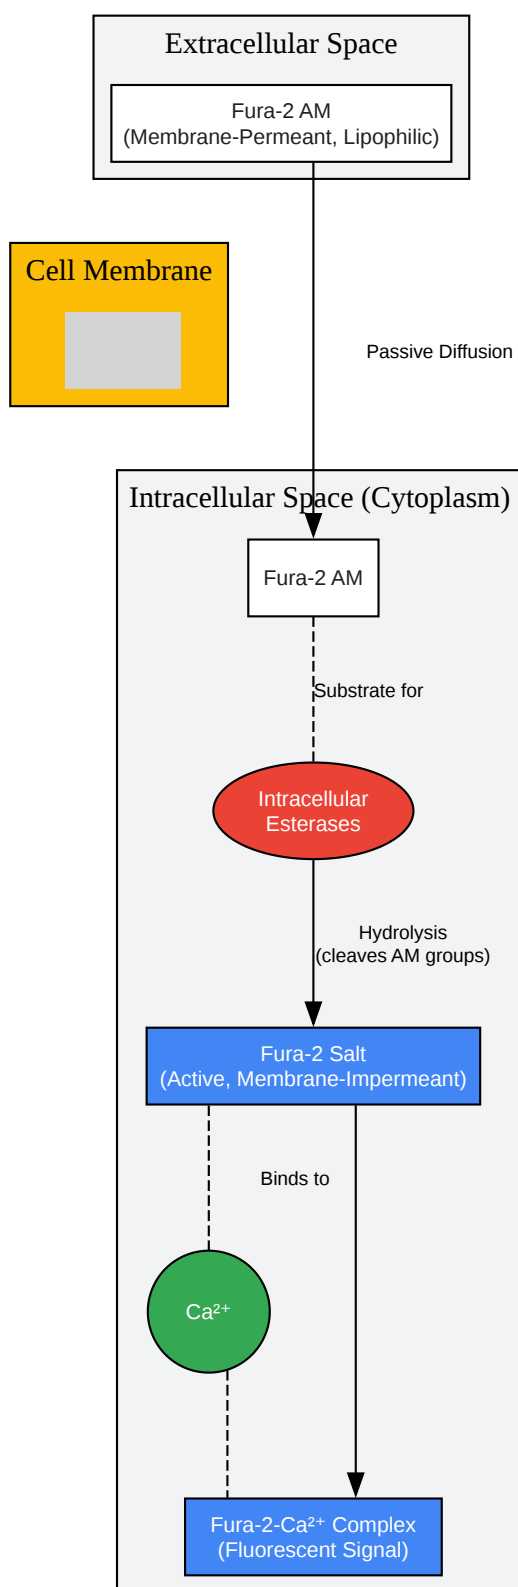 Extracellular Space
Fura-2 AM
(Membrane-Permeant, Lipophilic)
Cell Membrane
Passive Diffusion
Intracellular Space (Cytoplasm)
Fura-2 AM
Substrate for
Intracellular
Esterases
Hydrolysis
(cleaves AM groups)
Fura-2 Salt
(Active, Membrane-Impermeant)
Binds to
Ca²⁺
Fura-2-Ca²⁺ Complex
(Fluorescent Signal)